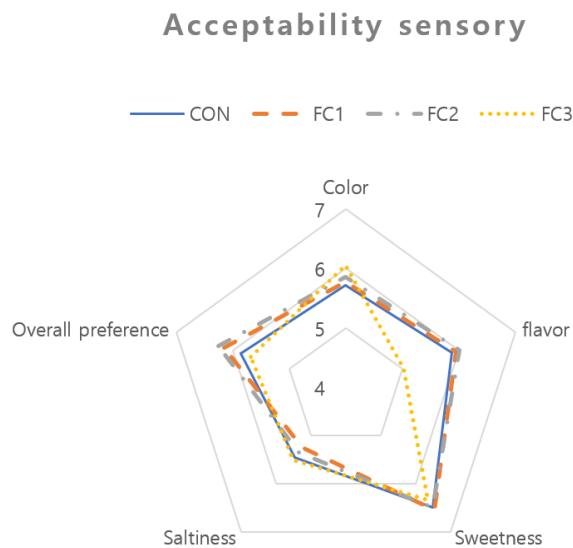 Acceptability sensory
CON FC1 FC2 FC3
Color
7
6
5
4
Overall preference
flavor
Saltiness
Sweetness